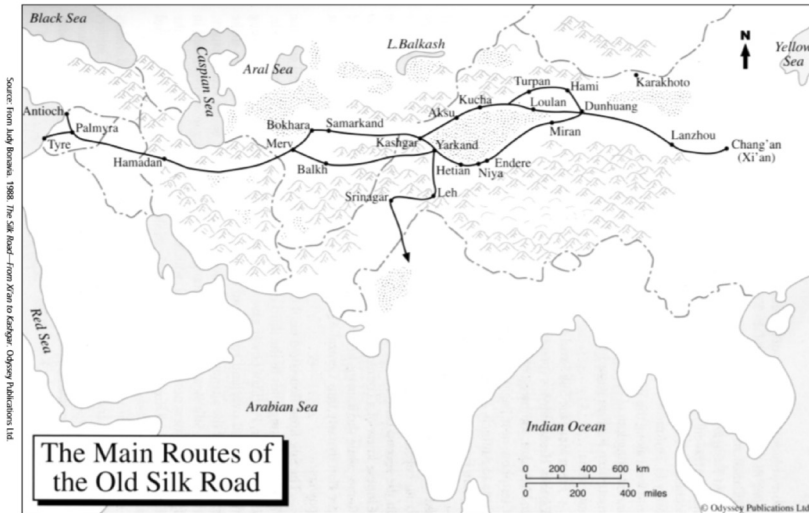 Black Sea
Caspian Sea
Aral Sea
L.Balkash
N
Yellow
Sea
Karakhoto
Turpan
Hami
Kucha
Loulan
Dunhuang
Aksu
Antioch
Palmyra
Tyre
Bokhara
Samarkand
Kashgar
Yarkand
Miran
Lanzhou
Chang'an
(Xi'an)
Merv
Hamadan
Balkh
Hetian
Endere
Niya
Srinagar
Leh
Red Sea
Arabian Sea
Indian Ocean
The Main Routes of
the Old Silk Road
0 200 400 600 km
0 200 400 miles
© Odyssey Publications Ltd
Source: From Judy Bonavia. 1988. The Silk Road—From Xi'an to Kashgar. Odyssey Publications Ltd.